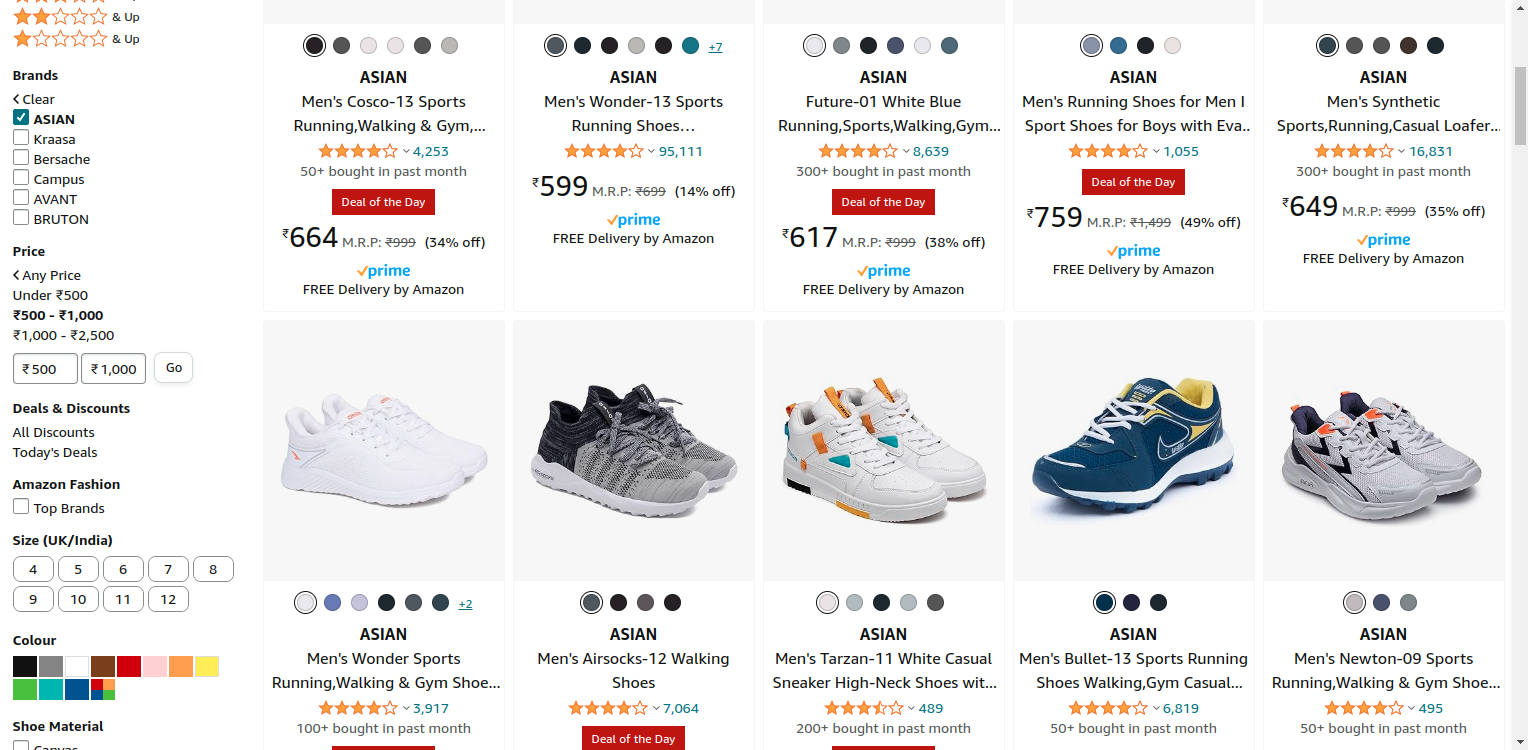 & Up
& Up
Brands
Clear
ASIAN
Kraasa
Bersache
Campus
AVANT
BRUTON
Price
Any Price
Under ₹500
₹500 - ₹1,000
₹1,000 - ₹2,500
₹500 ₹1,000 Go
Deals & Discounts
All Discounts
Today's Deals
Amazon Fashion
Top Brands
Size (UK/India)
4 5 6 7 8
9 10 11 12
Colour
Shoe Material
ASIAN
Men's Cosco-13 Sports
Running,Walking & Gym,...
4,253
50+ bought in past month
Deal of the Day
₹664 M.R.P: ₹999 (34% off)
prime
FREE Delivery by Amazon
+7
ASIAN
Men's Wonder-13 Sports
Running Shoes...
95,111
₹599 M.R.P: ₹699 (14% off)
prime
FREE Delivery by Amazon
ASIAN
Future-01 White Blue
Running,Sports,Walking,Gym...
8,639
300+ bought in past month
Deal of the Day
₹617 M.R.P: ₹999 (38% off)
prime
FREE Delivery by Amazon
ASIAN
Men's Running Shoes for Men I
Sport Shoes for Boys with Eva..
1,055
Deal of the Day
₹759 M.R.P: ₹1,499 (49% off)
prime
FREE Delivery by Amazon
ASIAN
Men's Synthetic
Sports,Running,Casual Loafer...
16,831
300+ bought in past month
₹649 M.R.P: ₹999 (35% off)
prime
FREE Delivery by Amazon
+2
ASIAN
Men's Wonder Sports
Running,Walking & Gym Shoe...
3,917
100+ bought in past month
ASIAN
Men's Airsocks-12 Walking
Shoes
7,064
Deal of the Day
ASIAN
Men's Tarzan-11 White Casual
Sneaker High-Neck Shoes wit...
489
200+ bought in past month
ASIAN
Men's Bullet-13 Sports Running
Shoes Walking,Gym Casual...
6,819
50+ bought in past month
ASIAN
Men's Newton-09 Sports
Running,Walking & Gym Shoe...
495
50+ bought in past month